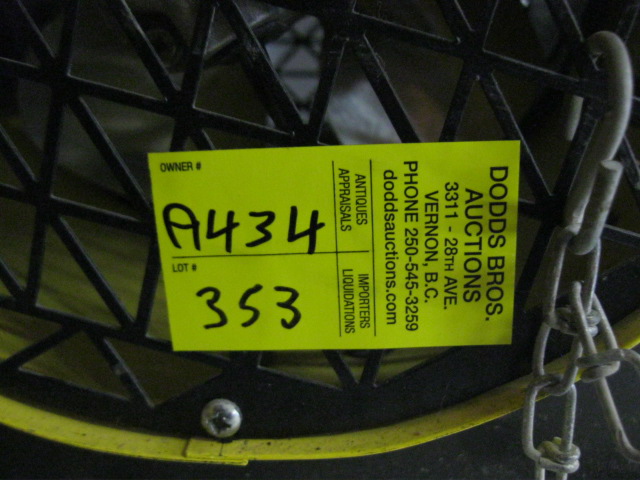 OWNER #
A434
LOT #
353
ANTIQUES
APPRAISALS
IMPORTERS
LIQUIDATIONS
DODDS BROS.
AUCTIONS
3311 - 28TH AVE.
VERNON, B.C.
PHONE 250-545-3259
doddsauctions.com